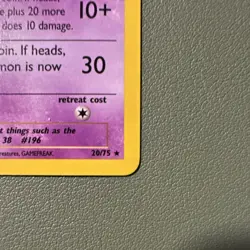 plus 20 more
10+
does 10 damage.
oin. If heads,
mon is now
30
retreat cost
t things such as the
38 #196
reatures, GAMEFREAK.
20/75 ★